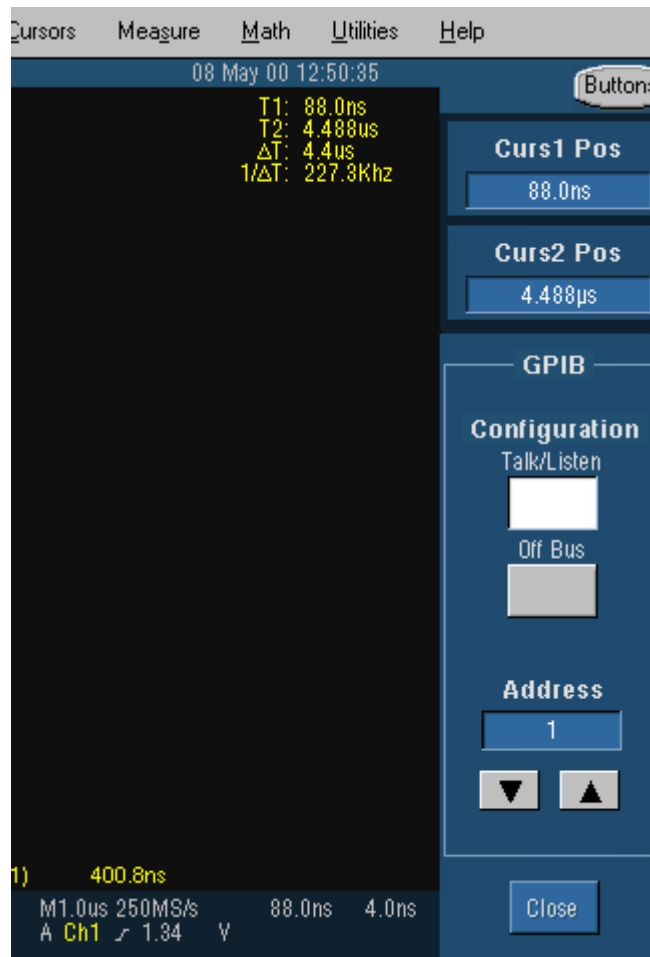 Cursors Measure Math Utilities Help
08 May 00 12:50:35
Buttons
T1: 88.0ns
T2: 4.488us
ΔT: 4.4us
1/ΔT: 227.3Khz
Curs1 Pos
88.0ns
Curs2 Pos
4.488µs
GPIB
Configuration
Talk/Listen
Off Bus
Address
1
Close
1) 400.8ns
M1.0us 250MS/s 88.0ns 4.0ns
A Ch1 1.34 V